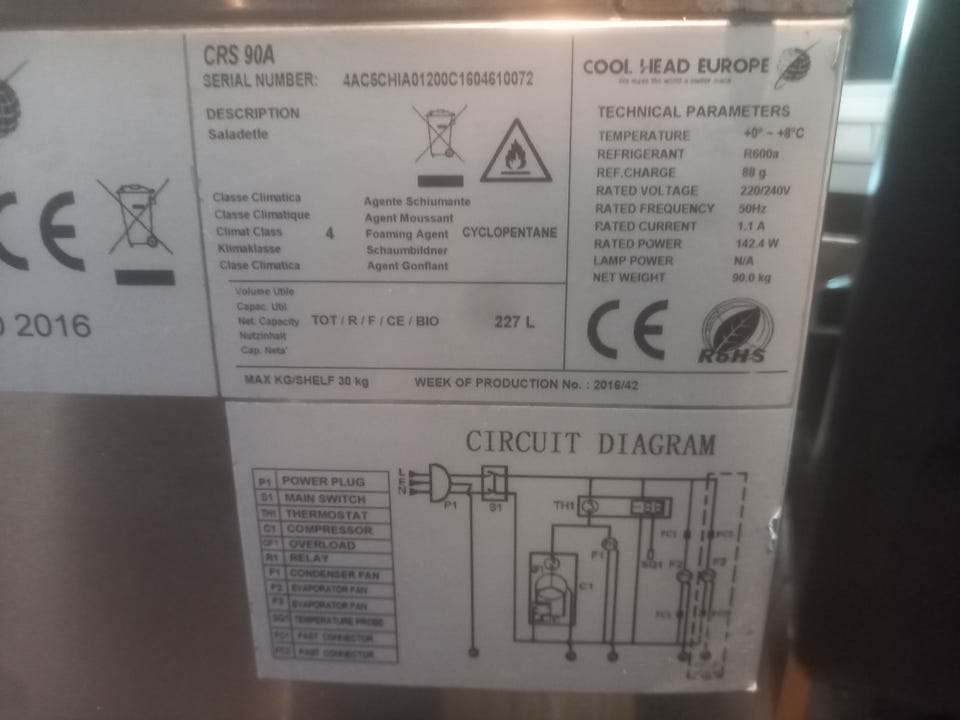 CRS 90A
SERIAL NUMBER: 4AC5CHIA01200C1604610072
DESCRIPTION
Saladette
Classe Climatica
Classe Climatique
Climat Class
Klimaklasse
Clase Climatica
4
Agente Schiumante
Agent Moussant
Foaming Agent
Schaumbildner
Agent Gonflant
CYCLOPENTANE
Volume Utile
Capac. Util
Net. Capacity
Nutzinhalt
Cap. Neta'
TOT / R / F / CE / BIO 227 L
MAX KG/SHELF 30 kg WEEK OF PRODUCTION No. : 2016/42
COOL HEAD EUROPE
TECHNICAL PARAMETERS
TEMPERATURE +0° ~ +8°C
REFRIGERANT R600a
REF.CHARGE 88 g
RATED VOLTAGE 220/240V
RATED FREQUENCY 50Hz
RATED CURRENT 1.1 A
RATED POWER 142.4 W
LAMP POWER N/A
NET WEIGHT 90.0 kg
CE
RoHS
CE
2016
CIRCUIT DIAGRAM
P1 POWER PLUG
S1 MAIN SWITCH
TH1 THERMOSTAT
C1 COMPRESSOR
OVERLOAD
R1 RELAY
F1 CONDENSER FAN
F2 EVAPORATOR FAN
F3 EVAPORATOR FAN
SQ1 TEMPERATURE PROBE
FC1 FAST CONNECTOR
FC2 FAST CONNECTOR
L
E
N
P1
S1
TH1
F1
C1
SQ1
F2
F3
FC1
FC2
FC1